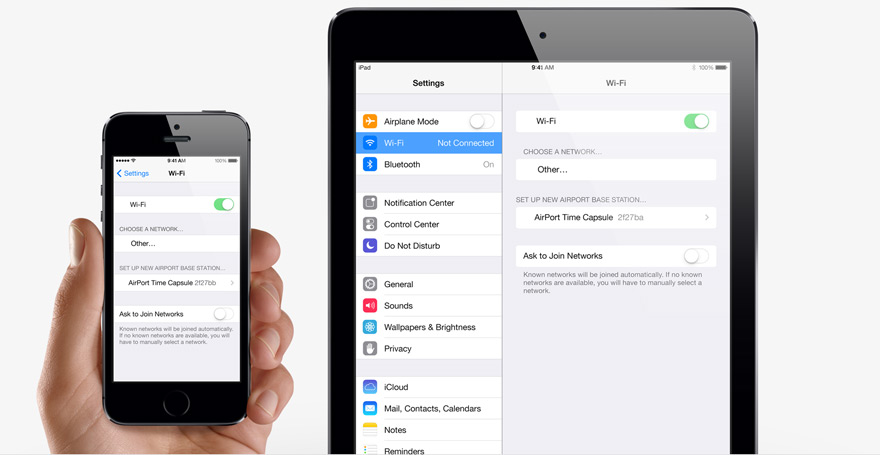 9:41 AM
100%
Settings
Wi-Fi
Wi-Fi
CHOOSE A NETWORK...
Other...
SET UP NEW AIRPORT BASE STATION...
AirPort Time Capsule 2f27bb
Ask to Join Networks
Known networks will be joined automatically.
If no known networks are available, you will
have to manually select a network.
iPad
9:41 AM
100%
Settings
Airplane Mode
Wi-Fi Not Connected
Bluetooth On
Notification Center
Control Center
Do Not Disturb
General
Sounds
Wallpapers & Brightness
Privacy
iCloud
Mail, Contacts, Calendars
Notes
Reminders
Wi-Fi
Wi-Fi
CHOOSE A NETWORK...
Other...
SET UP NEW AIRPORT BASE STATION...
AirPort Time Capsule 2f27ba
Ask to Join Networks
Known networks will be joined automatically. If no known
networks are available, you will have to manually select a
network.